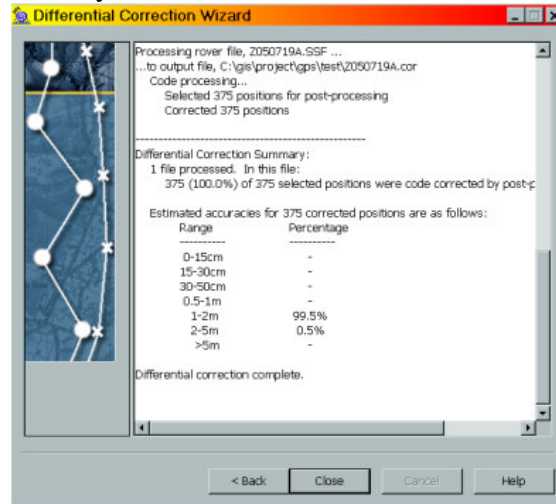 Differential Correction Wizard
Processing rover file, Z050719A.SSF ...
...to output file, C:\gis\project\gps\test\Z050719A.cor
Code processing...
Selected 375 positions for post-processing
Corrected 375 positions
----------------------------------------------------
Differential Correction Summary:
1 file processed. In this file:
375 (100.0%) of 375 selected positions were code corrected by post-p
Estimated accuracies for 375 corrected positions are as follows:
Range Percentage
---------- ----------
0-15cm -
15-30cm -
30-50cm -
0.5-1m -
1-2m 99.5%
2-5m 0.5%
>5m -
Differential correction complete.
< Back Close Cancel Help